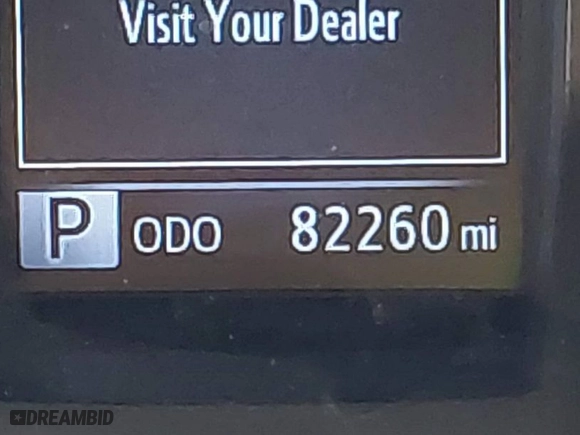 Visit Your Dealer
P ODO 82260 mi
DREAMBID